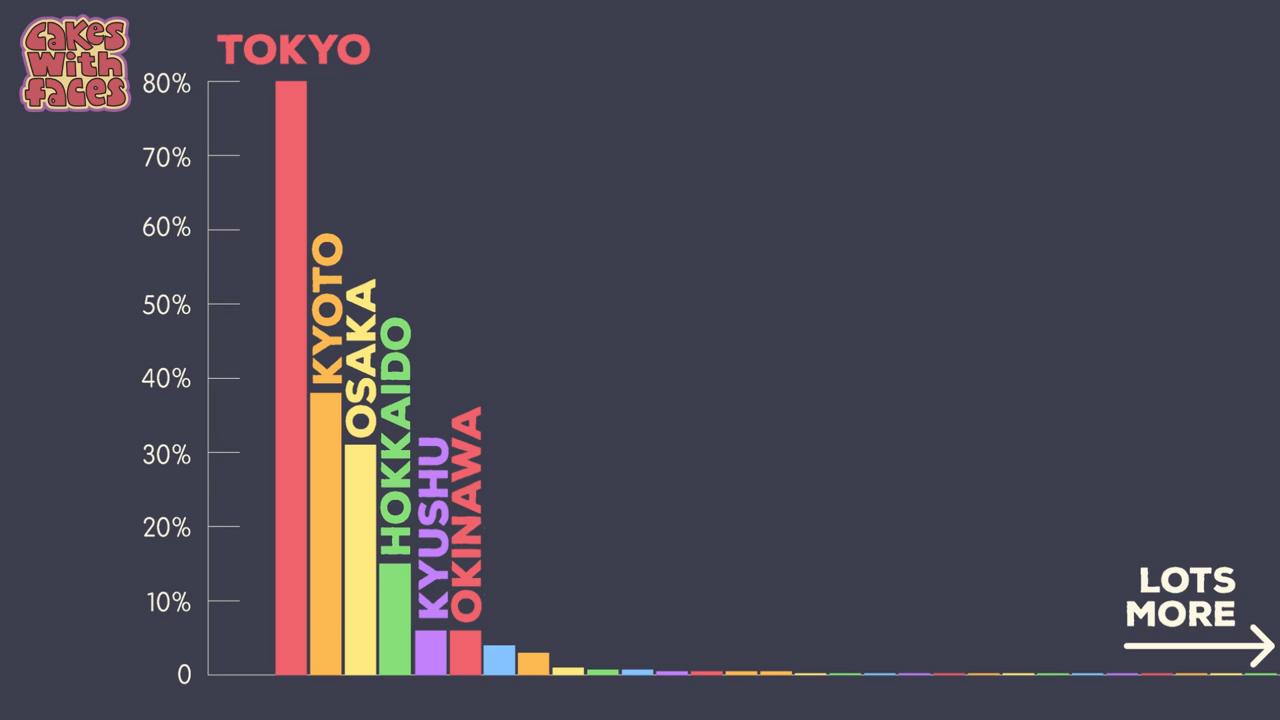 Cakes
With
faces
TOKYO
80%
70%
60%
50%
40%
30%
20%
10%
0
KYOTO
OSAKA
HOKKAIDO
KYUSHU
OKINAWA
LOTS
MORE